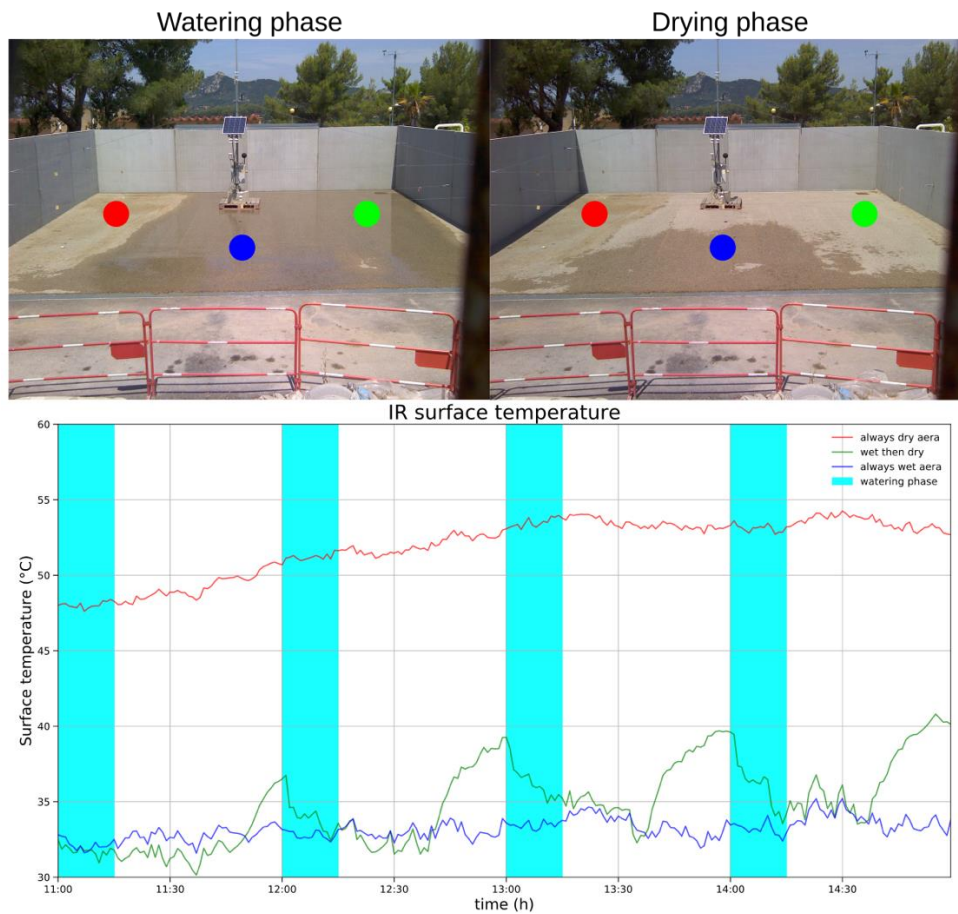 Watering phase
Drying phase
IR surface temperature
60
55
50
45
40
35
30
Surface temperature (°C)
always dry aera
wet then dry
always wet aera
watering phase
11:00
11:30
12:00
12:30
13:00
13:30
14:00
14:30
time (h)